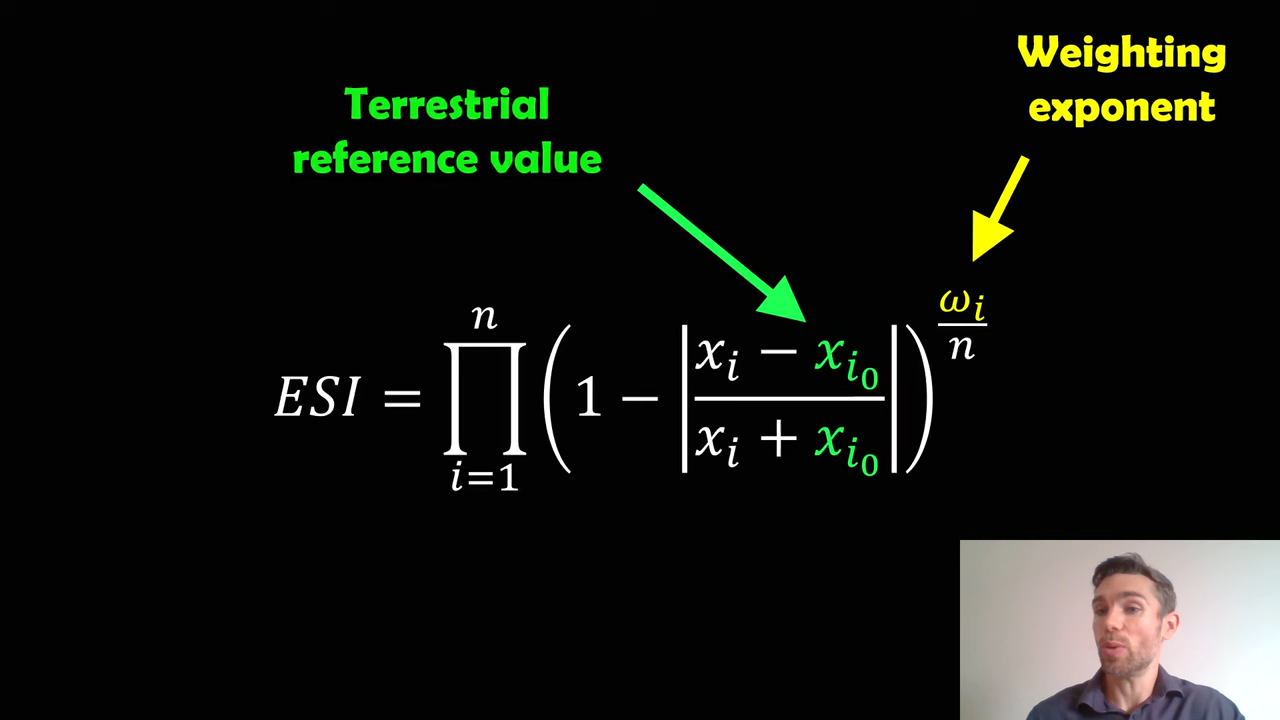 Weighting
exponent
Terrestrial
reference value
ESI = ∏_{i=1}^{n} (1 − |(x_i − x_{i_0})/(x_i + x_{i_0})|)^{ω_i/n}